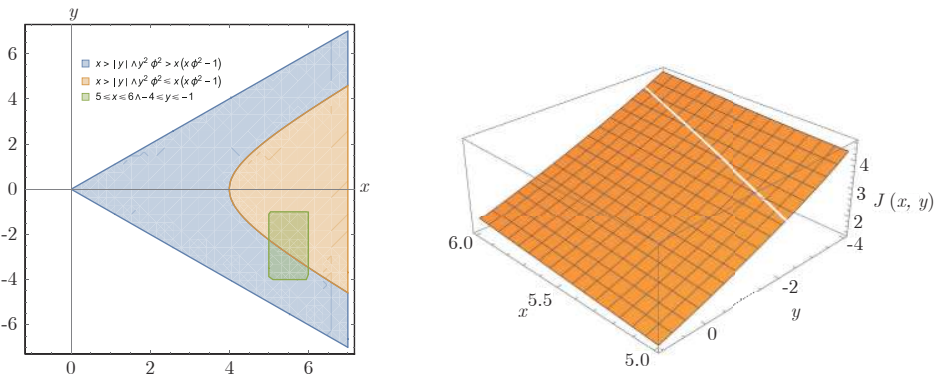 y
x > | y | ∧ y² ϕ² > x (x ϕ² − 1)
x > | y | ∧ y² ϕ² ≤ x (x ϕ² − 1)
5 ≤ x ≤ 6 ∧ −4 ≤ y ≤ −1
6
4
2
0
-2
-4
-6
x
0 2 4 6
4
3
2
J (x, y)
-4
-2
0
y
6.0
5.5
5.0
x